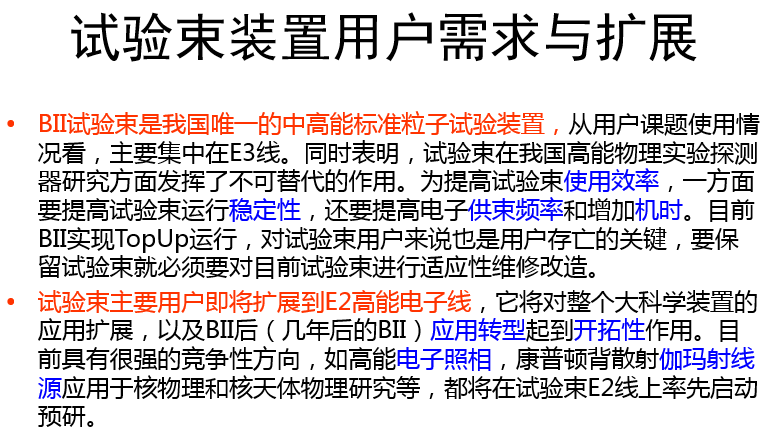 试验束装置用户需求与扩展
• BII试验束是我国唯一的中高能标准粒子试验装置，从用户课题使用情
况看，主要集中在E3线。同时表明，试验束在我国高能物理实验探测
器研究方面发挥了不可替代的作用。为提高试验束使用效率，一方面
要提高试验束运行稳定性，还要提高电子供束频率和增加机时。目前
BII实现TopUp运行，对试验束用户来说也是用户存亡的关键，要保
留试验束就必须要对目前试验束进行适应性维修改造。
• 试验束主要用户即将扩展到E2高能电子线，它将对整个大科学装置的
应用扩展，以及BII后（几年后的BII）应用转型起到开拓性作用。目
前具有很强的竞争性方向，如高能电子照相，康普顿背散射伽玛射线
源应用于核物理和核天体物理研究等，都将在试验束E2线上率先启动
预研。